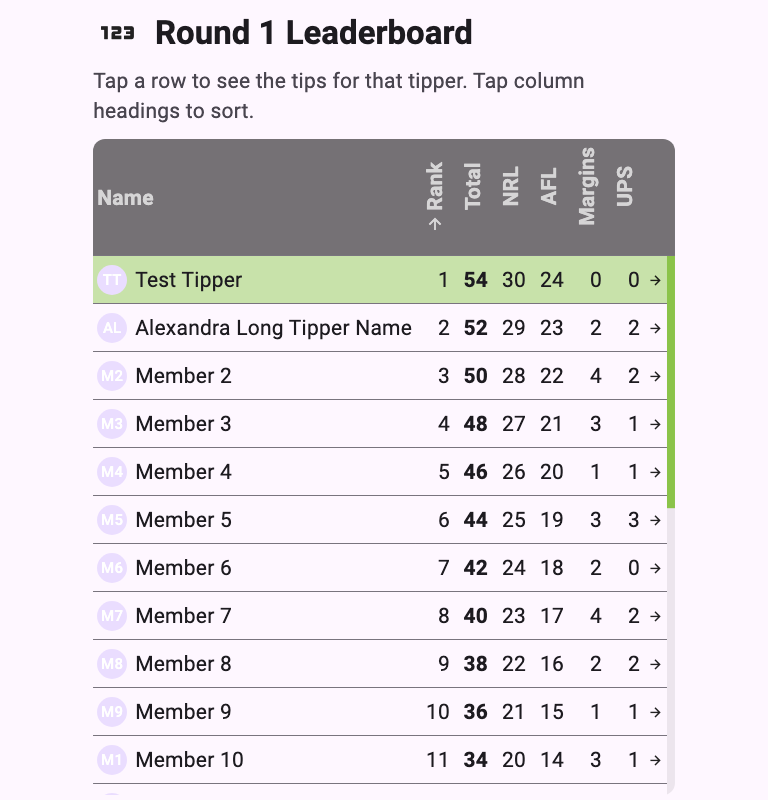 123 Round 1 Leaderboard
Tap a row to see the tips for that tipper. Tap column
headings to sort.
Name → Rank Total NRL AFL Margins UPS
TT Test Tipper 1 54 30 24 0 0 →
AL Alexandra Long Tipper Name 2 52 29 23 2 2 →
M2 Member 2 3 50 28 22 4 2 →
M3 Member 3 4 48 27 21 3 1 →
M4 Member 4 5 46 26 20 1 1 →
M5 Member 5 6 44 25 19 3 3 →
M6 Member 6 7 42 24 18 2 0 →
M7 Member 7 8 40 23 17 4 2 →
M8 Member 8 9 38 22 16 2 2 →
M9 Member 9 10 36 21 15 1 1 →
M1 Member 10 11 34 20 14 3 1 →